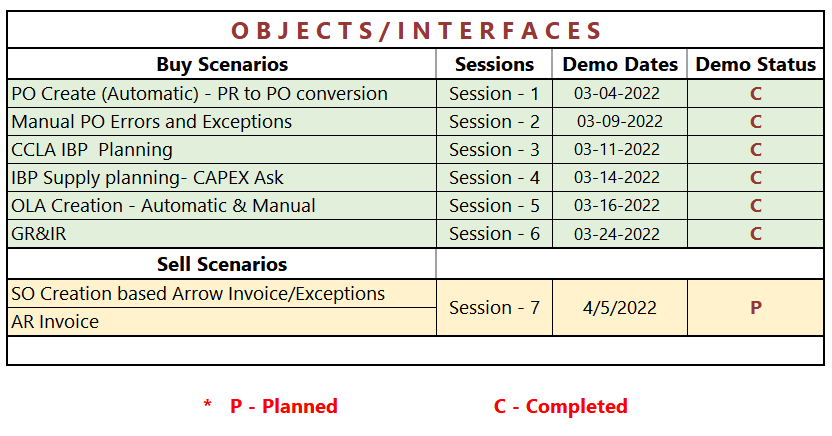 OBJECTS/INTERFACES
Buy Scenarios Sessions Demo Dates Demo Status
PO Create (Automatic) - PR to PO conversion Session - 1 03-04-2022 C
Manual PO Errors and Exceptions Session - 2 03-09-2022 C
CCLA IBP  Planning Session - 3 03-11-2022 C
IBP Supply planning- CAPEX Ask Session - 4 03-14-2022 C
OLA Creation - Automatic & Manual Session - 5 03-16-2022 C
GR&IR Session - 6 03-24-2022 C
Sell Scenarios
SO Creation based Arrow Invoice/Exceptions Session - 7 4/5/2022 P
AR Invoice
* P - Planned C - Completed